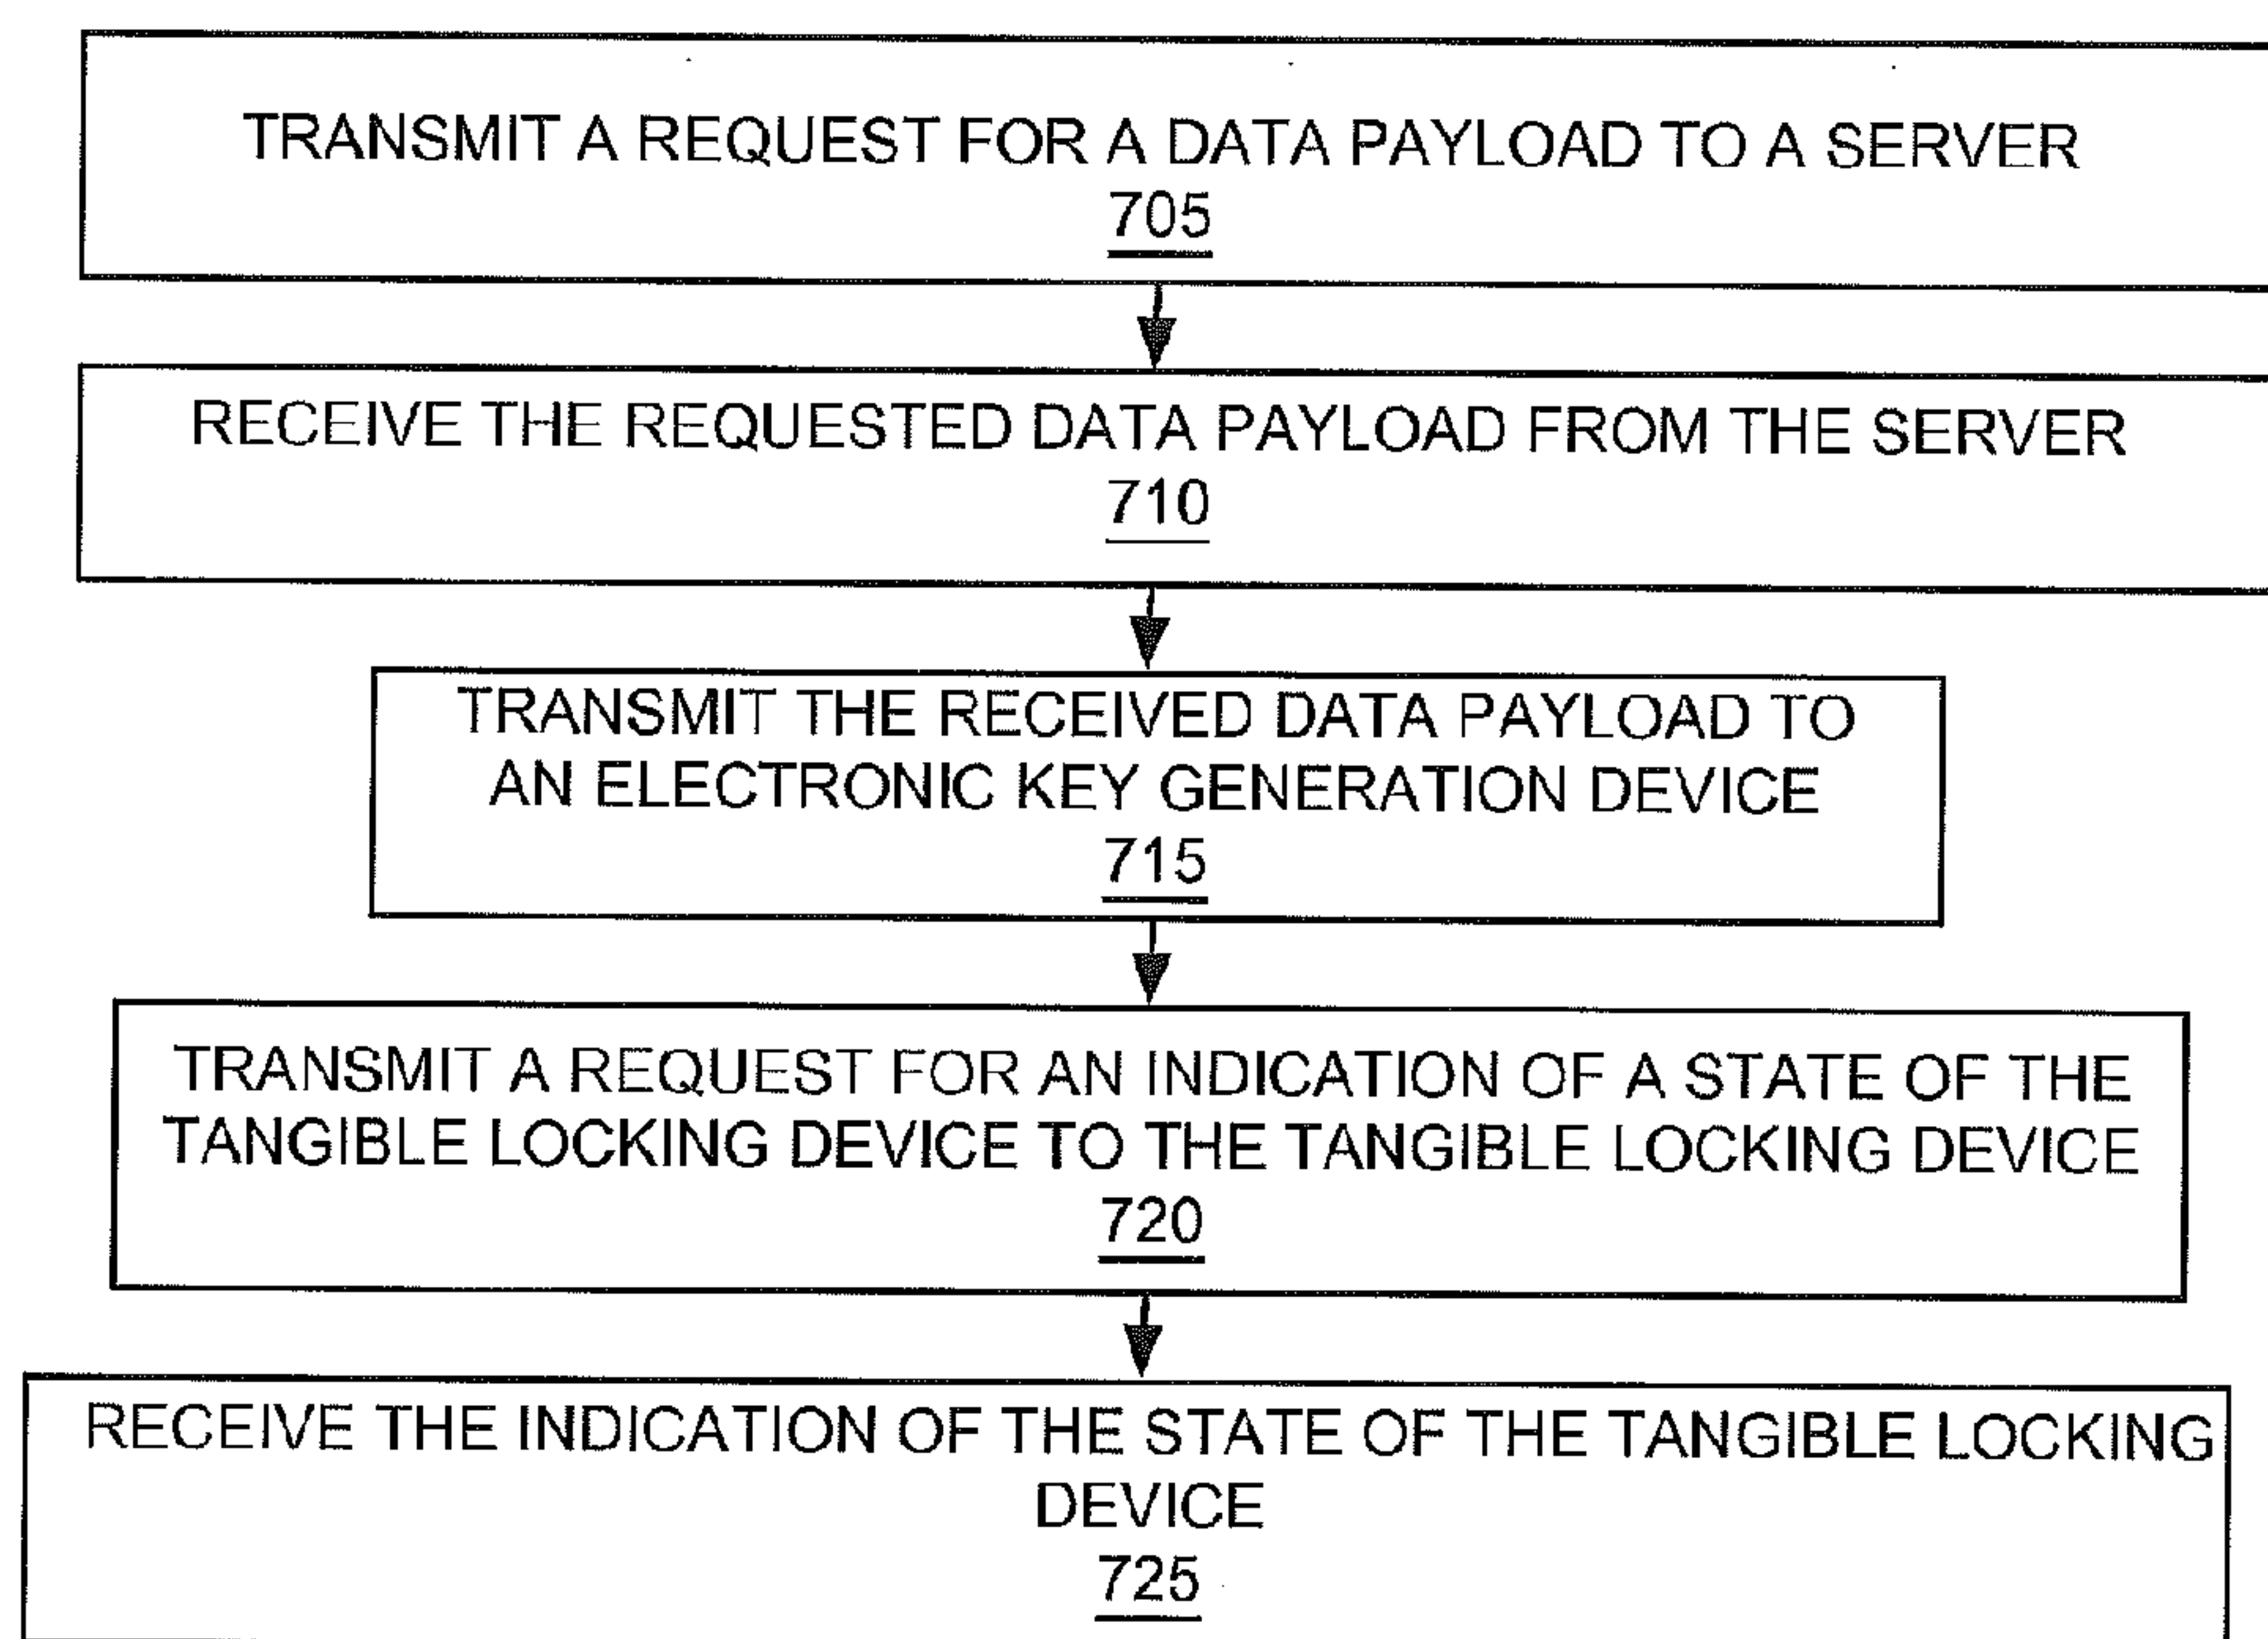 TRANSMIT A REQUEST FOR A DATA PAYLOAD TO A SERVER
705
RECEIVE THE REQUESTED DATA PAYLOAD FROM THE SERVER
710
TRANSMIT THE RECEIVED DATA PAYLOAD TO
AN ELECTRONIC KEY GENERATION DEVICE
715
TRANSMIT A REQUEST FOR AN INDICATION OF A STATE OF THE
TANGIBLE LOCKING DEVICE TO THE TANGIBLE LOCKING DEVICE
720
RECEIVE THE INDICATION OF THE STATE OF THE TANGIBLE LOCKING
DEVICE
725